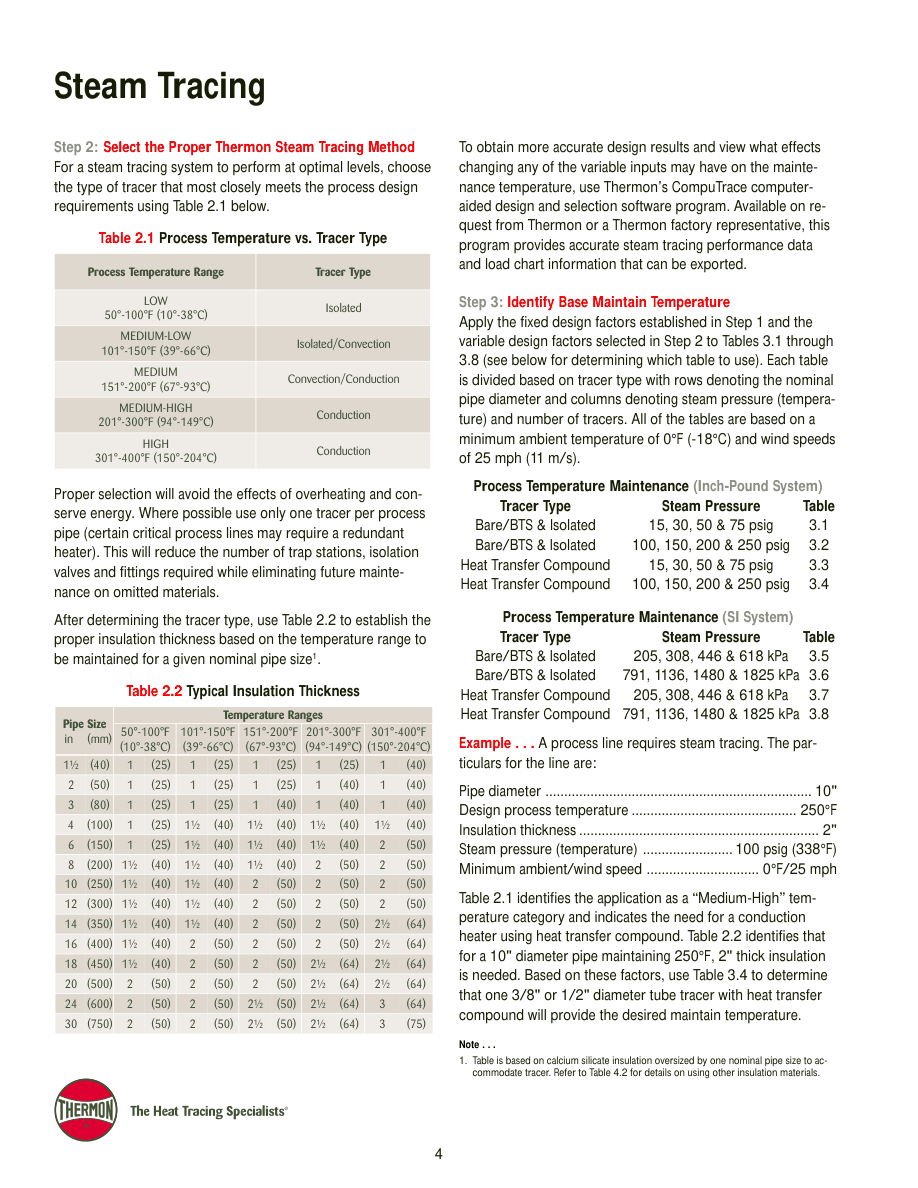 Steam Tracing
Step 2: Select the Proper Thermon Steam Tracing Method
For a steam tracing system to perform at optimal levels, choose
the type of tracer that most closely meets the process design
requirements using Table 2.1 below.
Table 2.1 Process Temperature vs. Tracer Type
Process Temperature Range Tracer Type
LOW
50°-100°F (10°-38°C) Isolated
MEDIUM-LOW
101°-150°F (39°-66°C) Isolated/Convection
MEDIUM
151°-200°F (67°-93°C) Convection/Conduction
MEDIUM-HIGH
201°-300°F (94°-149°C) Conduction
HIGH
301°-400°F (150°-204°C) Conduction
Proper selection will avoid the effects of overheating and con-
serve energy. Where possible use only one tracer per process
pipe (certain critical process lines may require a redundant
heater). This will reduce the number of trap stations, isolation
valves and fittings required while eliminating future mainte-
nance on omitted materials.
After determining the tracer type, use Table 2.2 to establish the
proper insulation thickness based on the temperature range to
be maintained for a given nominal pipe size¹.
Table 2.2 Typical Insulation Thickness
Pipe Size Temperature Ranges
in (mm) 50°-100°F 101°-150°F 151°-200°F 201°-300°F 301°-400°F
(10°-38°C) (39°-66°C) (67°-93°C) (94°-149°C) (150°-204°C)
1½ (40) 1 (25) 1 (25) 1 (25) 1 (25) 1 (40)
2 (50) 1 (25) 1 (25) 1 (25) 1 (40) 1 (40)
3 (80) 1 (25) 1 (25) 1 (40) 1 (40) 1 (40)
4 (100) 1 (25) 1½ (40) 1½ (40) 1½ (40) 1½ (40)
6 (150) 1 (25) 1½ (40) 1½ (40) 1½ (40) 2 (50)
8 (200) 1½ (40) 1½ (40) 1½ (40) 2 (50) 2 (50)
10 (250) 1½ (40) 1½ (40) 2 (50) 2 (50) 2 (50)
12 (300) 1½ (40) 1½ (40) 2 (50) 2 (50) 2 (50)
14 (350) 1½ (40) 1½ (40) 2 (50) 2 (50) 2½ (64)
16 (400) 1½ (40) 2 (50) 2 (50) 2 (50) 2½ (64)
18 (450) 1½ (40) 2 (50) 2 (50) 2½ (64) 2½ (64)
20 (500) 2 (50) 2 (50) 2 (50) 2½ (64) 2½ (64)
24 (600) 2 (50) 2 (50) 2½ (50) 2½ (64) 3 (64)
30 (750) 2 (50) 2 (50) 2½ (50) 2½ (64) 3 (75)
To obtain more accurate design results and view what effects
changing any of the variable inputs may have on the mainte-
nance temperature, use Thermon's CompuTrace computer-
aided design and selection software program. Available on re-
quest from Thermon or a Thermon factory representative, this
program provides accurate steam tracing performance data
and load chart information that can be exported.
Step 3: Identify Base Maintain Temperature
Apply the fixed design factors established in Step 1 and the
variable design factors selected in Step 2 to Tables 3.1 through
3.8 (see below for determining which table to use). Each table
is divided based on tracer type with rows denoting the nominal
pipe diameter and columns denoting steam pressure (tempera-
ture) and number of tracers. All of the tables are based on a
minimum ambient temperature of 0°F (-18°C) and wind speeds
of 25 mph (11 m/s).
Process Temperature Maintenance (Inch-Pound System)
Tracer Type Steam Pressure Table
Bare/BTS & Isolated 15, 30, 50 & 75 psig 3.1
Bare/BTS & Isolated 100, 150, 200 & 250 psig 3.2
Heat Transfer Compound 15, 30, 50 & 75 psig 3.3
Heat Transfer Compound 100, 150, 200 & 250 psig 3.4
Process Temperature Maintenance (SI System)
Tracer Type Steam Pressure Table
Bare/BTS & Isolated 205, 308, 446 & 618 kPa 3.5
Bare/BTS & Isolated 791, 1136, 1480 & 1825 kPa 3.6
Heat Transfer Compound 205, 308, 446 & 618 kPa 3.7
Heat Transfer Compound 791, 1136, 1480 & 1825 kPa 3.8
Example . . . A process line requires steam tracing. The par-
ticulars for the line are:
Pipe diameter ....................................................................... 10"
Design process temperature ............................................ 250°F
Insulation thickness ................................................................ 2"
Steam pressure (temperature) ........................ 100 psig (338°F)
Minimum ambient/wind speed .............................. 0°F/25 mph
Table 2.1 identifies the application as a “Medium-High” tem-
perature category and indicates the need for a conduction
heater using heat transfer compound. Table 2.2 identifies that
for a 10" diameter pipe maintaining 250°F, 2" thick insulation
is needed. Based on these factors, use Table 3.4 to determine
that one 3/8" or 1/2" diameter tube tracer with heat transfer
compound will provide the desired maintain temperature.
Note . . .
1. Table is based on calcium silicate insulation oversized by one nominal pipe size to ac-
commodate tracer. Refer to Table 4.2 for details on using other insulation materials.
THERMON The Heat Tracing Specialists®
4